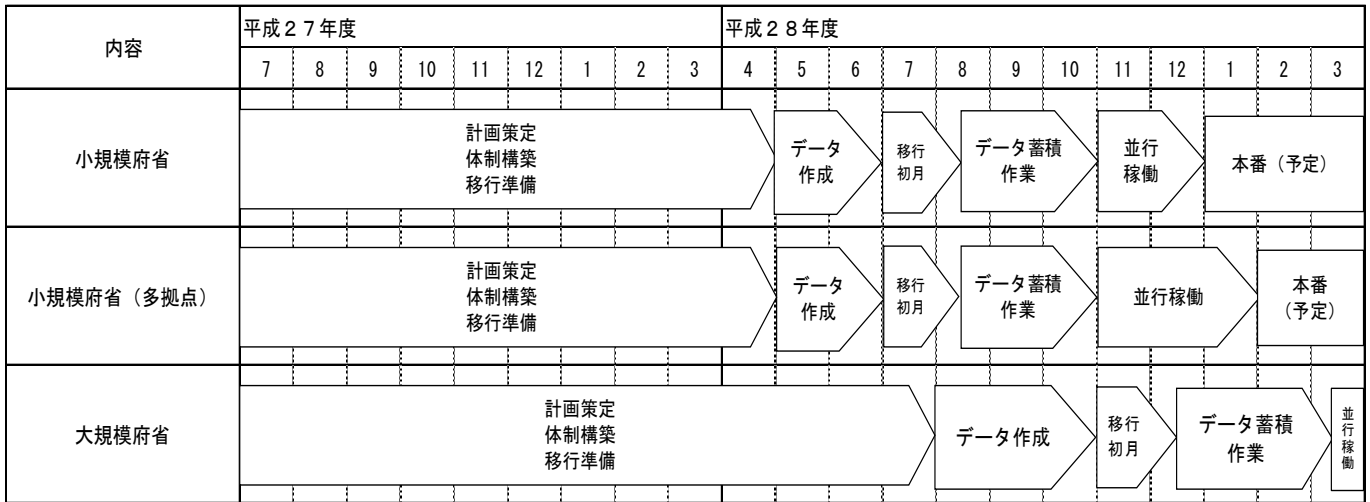 内容
平成２７年度
平成２８年度
7 8 9 10 11 12 1 2 3 4 5 6 7 8 9 10 11 12 1 2 3
小規模府省
計画策定
体制構築
移行準備
データ
作成
移行
初月
データ蓄積
作業
並行
稼働
本番（予定）
小規模府省（多拠点）
計画策定
体制構築
移行準備
データ
作成
移行
初月
データ蓄積
作業
並行稼働
本番
（予定）
大規模府省
計画策定
体制構築
移行準備
データ作成
移行
初月
データ蓄積
作業
並行稼働